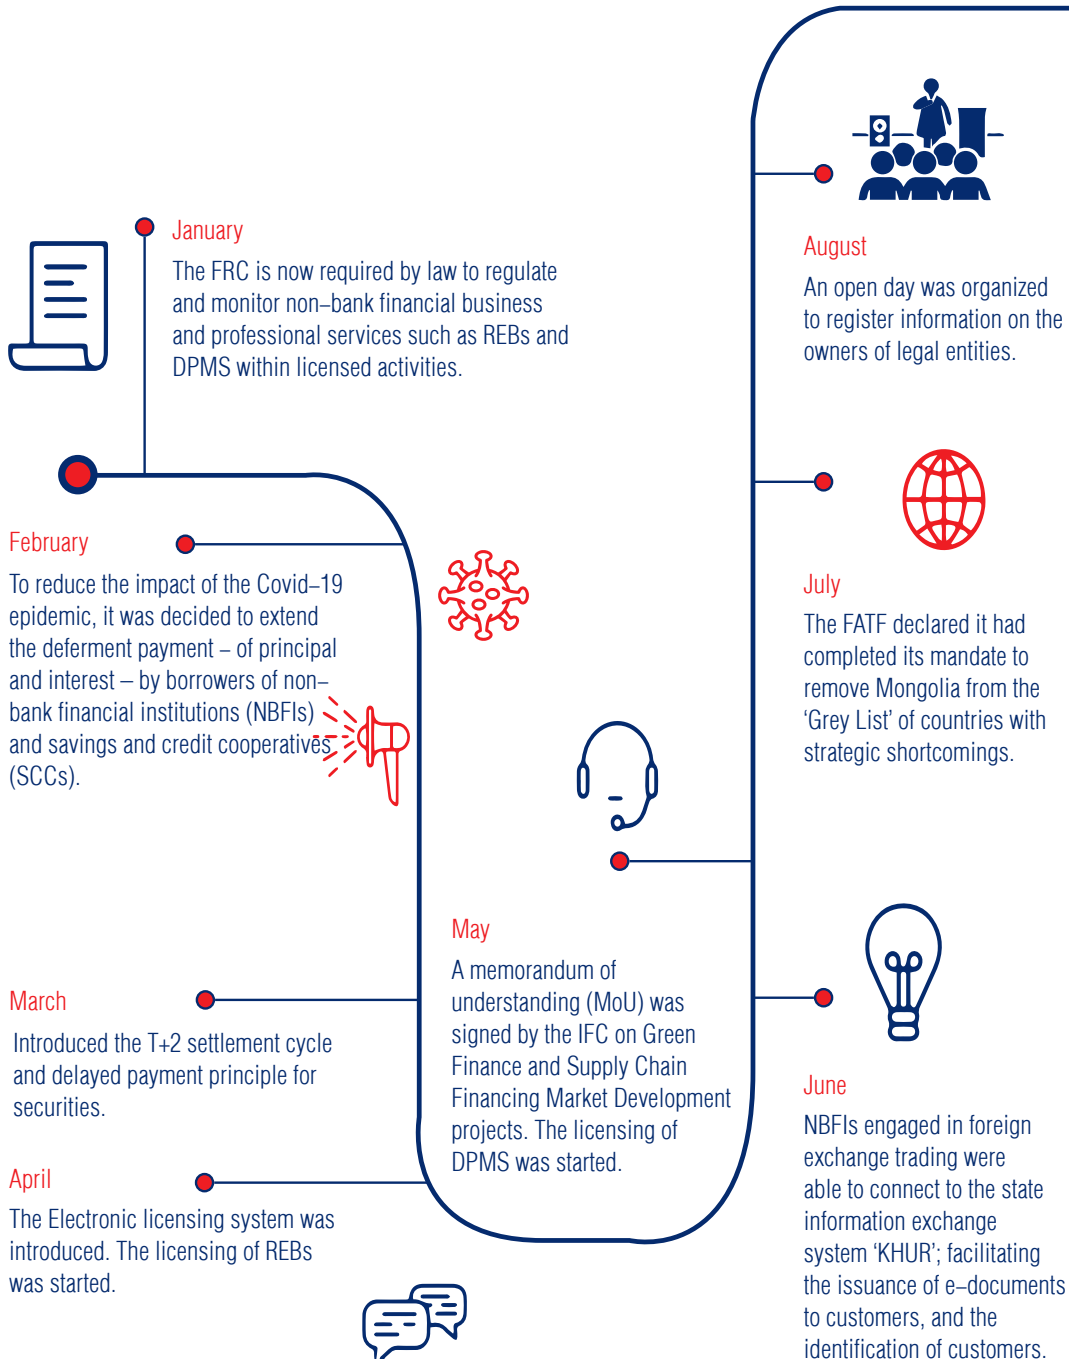 January
The FRC is now required by law to regulate
and monitor non–bank financial business
and professional services such as REBs and
DPMS within licensed activities.
February
To reduce the impact of the Covid–19
epidemic, it was decided to extend
the deferment payment – of principal
and interest – by borrowers of non–
bank financial institutions (NBFIs)
and savings and credit cooperatives
(SCCs).
March
Introduced the T+2 settlement cycle
and delayed payment principle for
securities.
April
The Electronic licensing system was
introduced. The licensing of REBs
was started.
May
A memorandum of
understanding (MoU) was
signed by the IFC on Green
Finance and Supply Chain
Financing Market Development
projects. The licensing of
DPMS was started.
June
NBFIs engaged in foreign
exchange trading were
able to connect to the state
information exchange
system ‘KHUR’; facilitating
the issuance of e–documents
to customers, and the
identification of customers.
July
The FATF declared it had
completed its mandate to
remove Mongolia from the
‘Grey List’ of countries with
strategic shortcomings.
August
An open day was organized
to register information on the
owners of legal entities.